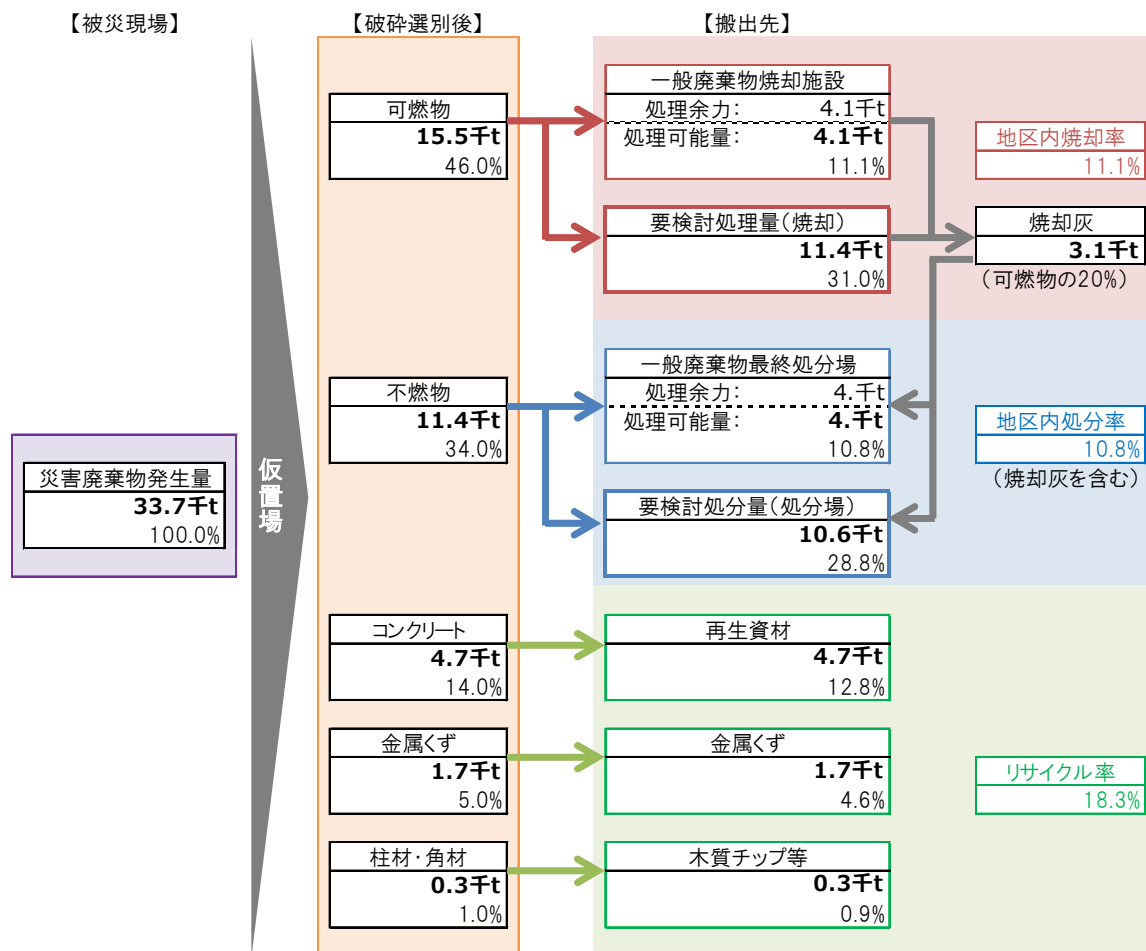 【被災現場】
【破砕選別後】
【搬出先】
災害廃棄物発生量
33.7千t
100.0%
仮置場
可燃物
15.5千t
46.0%
不燃物
11.4千t
34.0%
コンクリート
4.7千t
14.0%
金属くず
1.7千t
5.0%
柱材・角材
0.3千t
1.0%
一般廃棄物焼却施設
処理余力： 4.1千t
処理可能量： 4.1千t
11.1%
要検討処理量（焼却）
11.4千t
31.0%
一般廃棄物最終処分場
処理余力： 4.千t
処理可能量： 4.千t
10.8%
要検討処分量（処分場）
10.6千t
28.8%
再生資材
4.7千t
12.8%
金属くず
1.7千t
4.6%
木質チップ等
0.3千t
0.9%
地区内焼却率
11.1%
焼却灰
3.1千t
（可燃物の20%）
地区内処分率
10.8%
（焼却灰を含む）
リサイクル率
18.3%